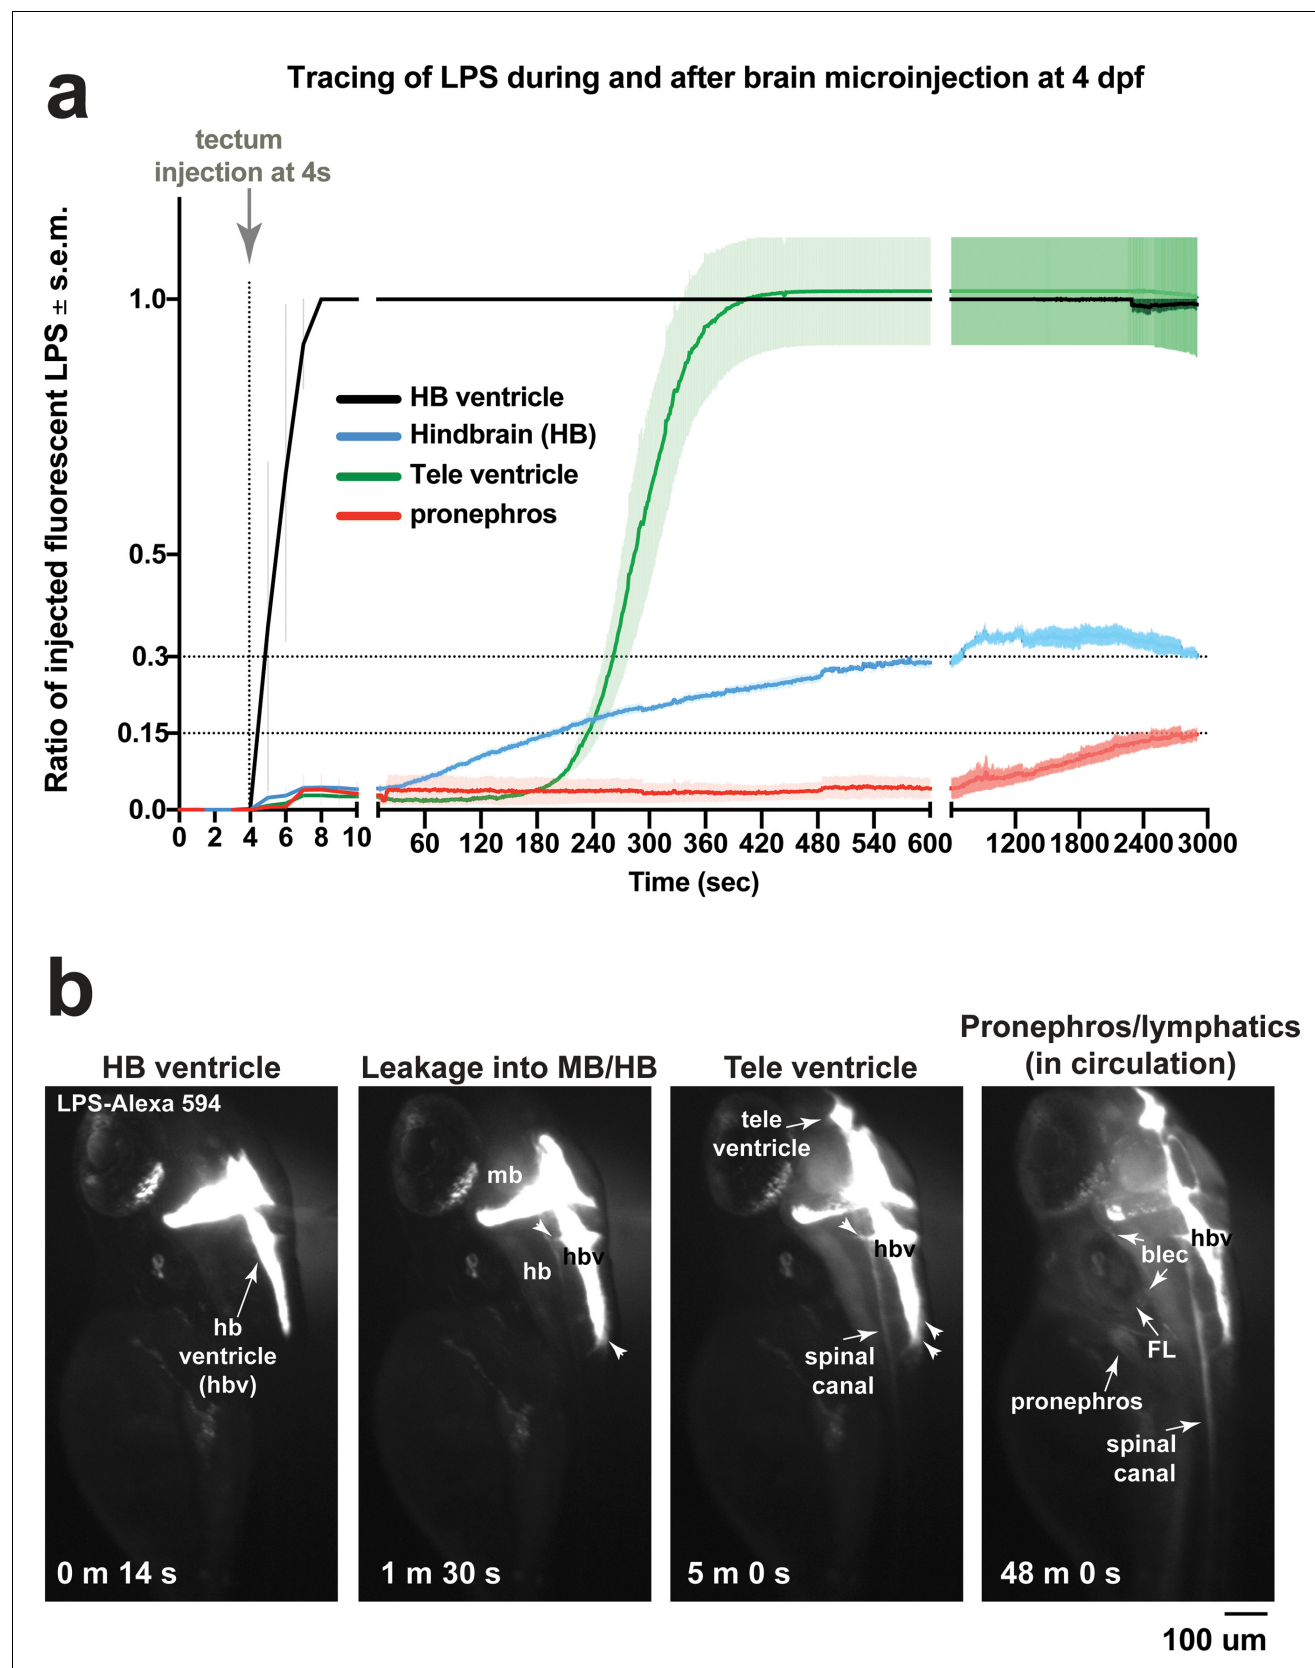 a
Tracing of LPS during and after brain microinjection at 4 dpf
tectum
injection at 4s
Ratio of injected fluorescent LPS ± s.e.m.
1.0
0.5
0.3
0.15
0.0
HB ventricle
Hindbrain (HB)
Tele ventricle
pronephros
0 2 4 6 8 10 60 120 180 240 300 360 420 480 540 600 1200 1800 2400 3000
Time (sec)
b
HB ventricle
LPS-Alexa 594
hb
ventricle
(hbv)
0 m 14 s
Leakage into MB/HB
mb
hbv
hb
1 m 30 s
Tele ventricle
tele
ventricle
hbv
spinal
canal
5 m 0 s
Pronephros/lymphatics
(in circulation)
hbv
blec
FL
pronephros
spinal
canal
48 m 0 s
100 um